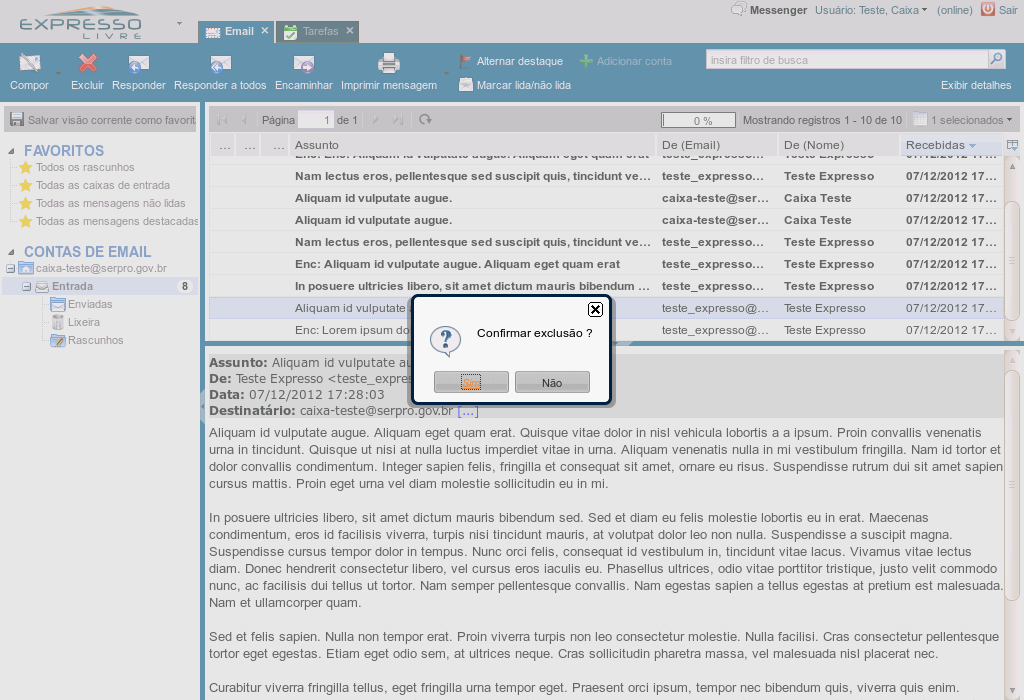 EXPRESSO
LIVRE
Email
Tarefas
Messenger
Usuário: Teste, Caixa
(online)
Sair
Compor
Excluir
Responder
Responder a todos
Encaminhar
Imprimir mensagem
Alternar destaque
Adicionar conta
Marcar lida/não lida
insira filtro de busca
Exibir detalhes
Salvar visão corrente como favorit
FAVORITOS
Todos os rascunhos
Todas as caixas de entrada
Todas as mensagens não lidas
Todas as mensagens destacadas
CONTAS DE EMAIL
caixa-teste@serpro.gov.br
Entrada 8
Enviadas
Lixeira
Rascunhos
Página 1 de 1
0 %
Mostrando registros 1 - 10 de 10
1 selecionados
... ... ... Assunto De (Email) De (Nome) Recebidas
Enc: Enc: Aliquam id vulputate augue. Aliquam eget quam erat teste_expresso... Teste Expresso 07/12/2012 17...
Nam lectus eros, pellentesque sed suscipit quis, tincidunt ve... teste_expresso... Teste Expresso 07/12/2012 17...
Aliquam id vulputate augue. caixa-teste@ser... Caixa Teste 07/12/2012 17...
Aliquam id vulputate augue. caixa-teste@ser... Caixa Teste 07/12/2012 17...
Nam lectus eros, pellentesque sed suscipit quis, tincidunt ve... teste_expresso... Teste Expresso 07/12/2012 17...
Enc: Aliquam id vulputate augue. Aliquam eget quam erat teste_expresso... Teste Expresso 07/12/2012 17...
In posuere ultricies libero, sit amet dictum mauris bibendum ... teste_expresso... Teste Expresso 07/12/2012 17...
Aliquam id vulputate teste_expresso@... Teste Expresso 07/12/2012 17...
Enc: Lorem ipsum do teste_expresso@... Teste Expresso 07/12/2012 17...
Confirmar exclusão ?
Sim
Não
Assunto: Aliquam id vulputate au
De: Teste Expresso <teste_expres
Data: 07/12/2012 17:28:03
Destinatário: caixa-teste@serpro.gov.br [...]
Aliquam id vulputate augue. Aliquam eget quam erat. Quisque vitae dolor in nisl vehicula lobortis a a ipsum. Proin convallis venenatis
urna in tincidunt. Quisque ut nisi at nulla luctus imperdiet vitae in urna. Aliquam venenatis nulla in mi vestibulum fringilla. Nam id tortor et
dolor convallis condimentum. Integer sapien felis, fringilla et consequat sit amet, ornare eu risus. Suspendisse rutrum dui sit amet sapien
cursus mattis. Proin eget urna vel diam molestie sollicitudin eu in mi.
In posuere ultricies libero, sit amet dictum mauris bibendum sed. Sed et diam eu felis molestie lobortis eu in erat. Maecenas
condimentum, eros id facilisis viverra, turpis nisi tincidunt mauris, at volutpat dolor leo non nulla. Suspendisse a suscipit magna.
Suspendisse cursus tempor dolor in tempus. Nunc orci felis, consequat id vestibulum in, tincidunt vitae lacus. Vivamus vitae lectus
diam. Donec hendrerit consectetur libero, vel cursus eros iaculis eu. Phasellus ultrices, odio vitae porttitor tristique, justo velit commodo
nunc, ac facilisis dui tellus ut tortor. Nam semper pellentesque convallis. Nam egestas sapien a tellus egestas at pretium est malesuada.
Nam et ullamcorper quam.
Sed et felis sapien. Nulla non tempor erat. Proin viverra turpis non leo consectetur molestie. Nulla facilisi. Cras consectetur pellentesque
tortor eget egestas. Etiam eget odio sem, at ultrices neque. Cras sollicitudin pharetra massa, vel malesuada nisl placerat nec.
Curabitur viverra fringilla tellus, eget fringilla urna tempor eget. Praesent orci ipsum, tempor nec bibendum quis, viverra quis enim.